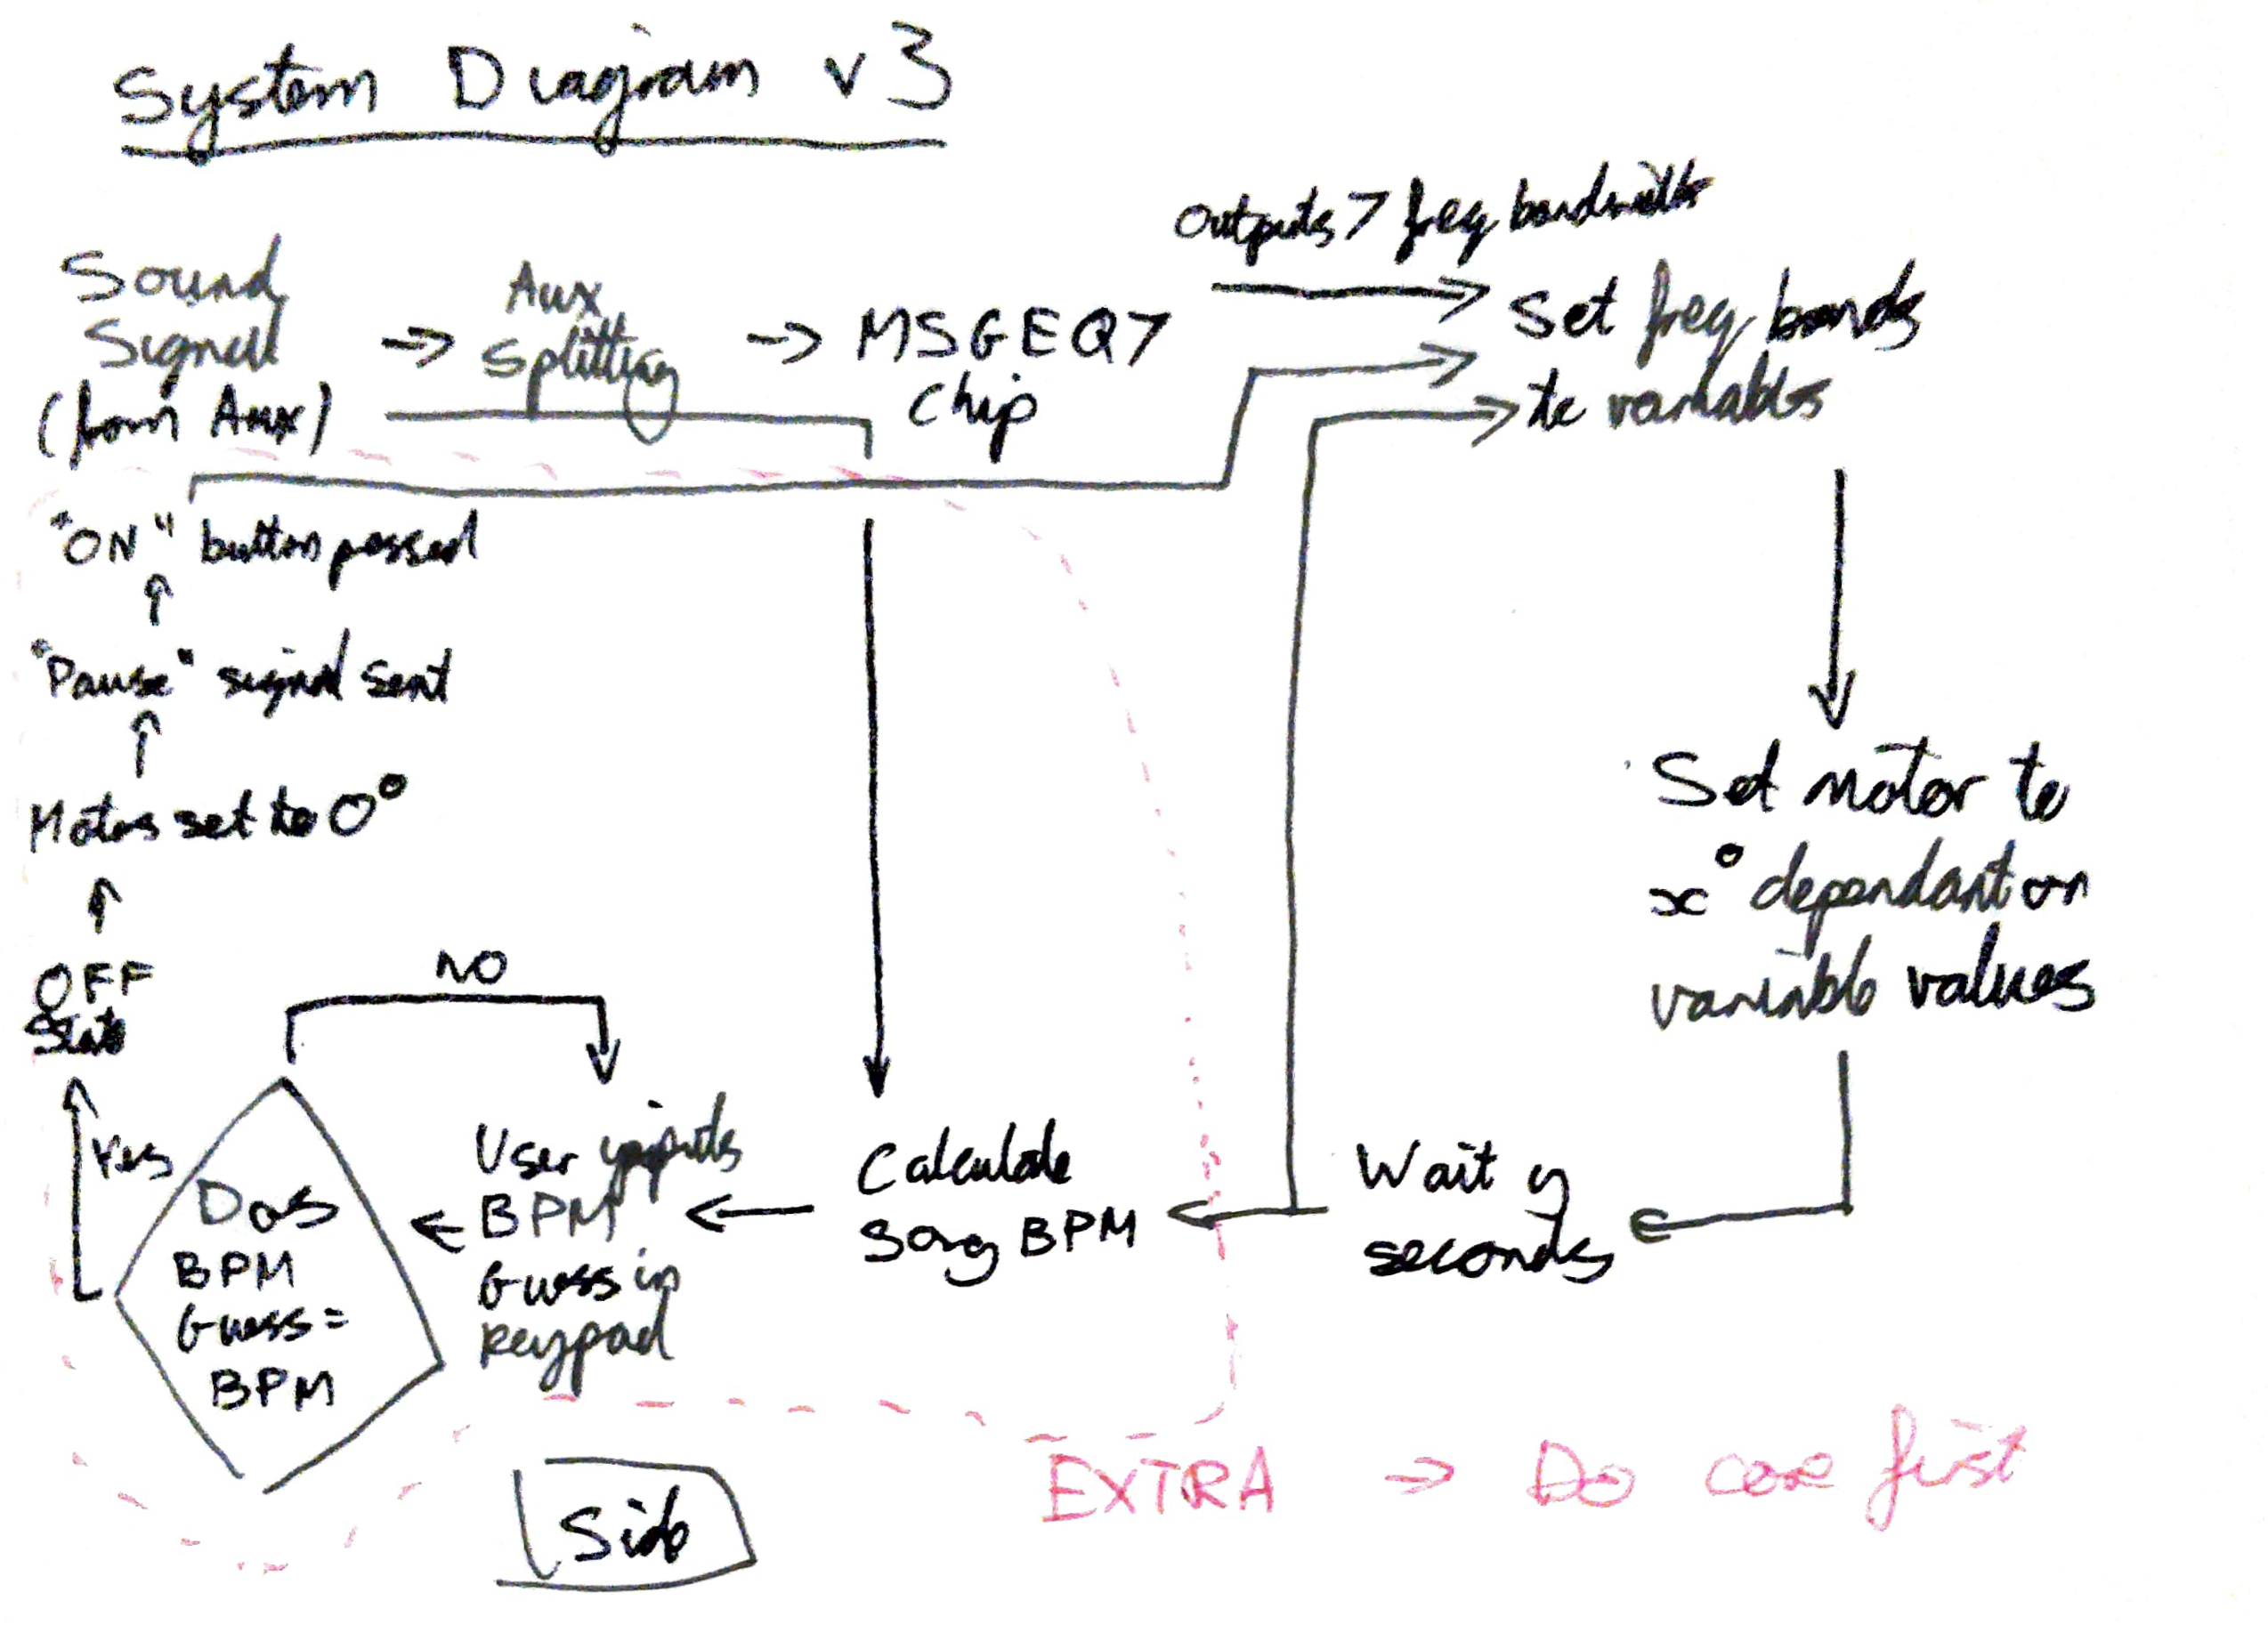 System Diagram v3
Outputs 7 freq bandwidths
Sound
Signal
(from Aux)
→ Aux
Splitting
→ MSGEQ7
Chip
Set freq bands
to variables
"ON" button pressed
"Pause" signal sent
Motors set to 0°
OFF
State
Yes
NO
Does
BPM
Guess =
BPM
User inputs
BPM
Guess in
Keypad
Calculate
Song BPM
Wait y
seconds
Set motor to
x° dependant on
variable values
EXTRA → Do core first